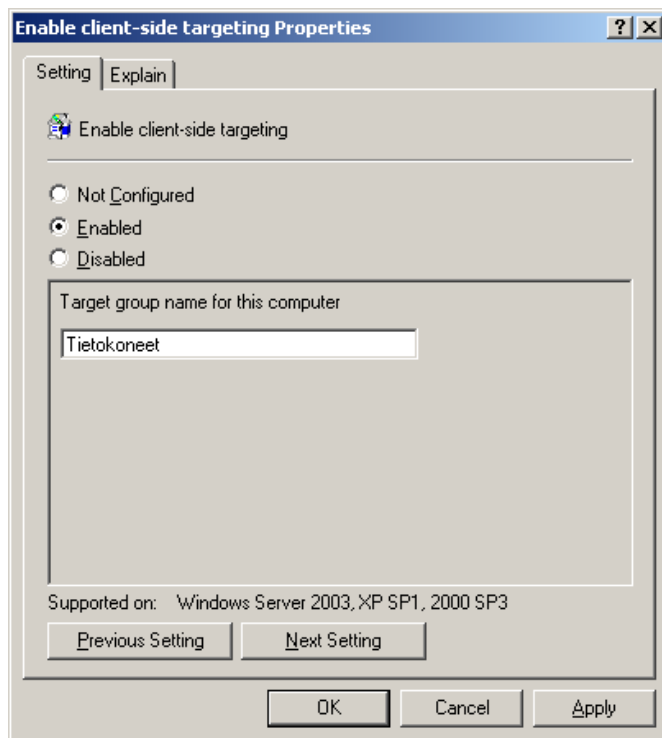 Enable client-side targeting Properties
Setting Explain
Enable client-side targeting
Not Configured
Enabled
Disabled
Target group name for this computer
Tietokoneet
Supported on: Windows Server 2003, XP SP1, 2000 SP3
Previous Setting Next Setting
OK Cancel Apply